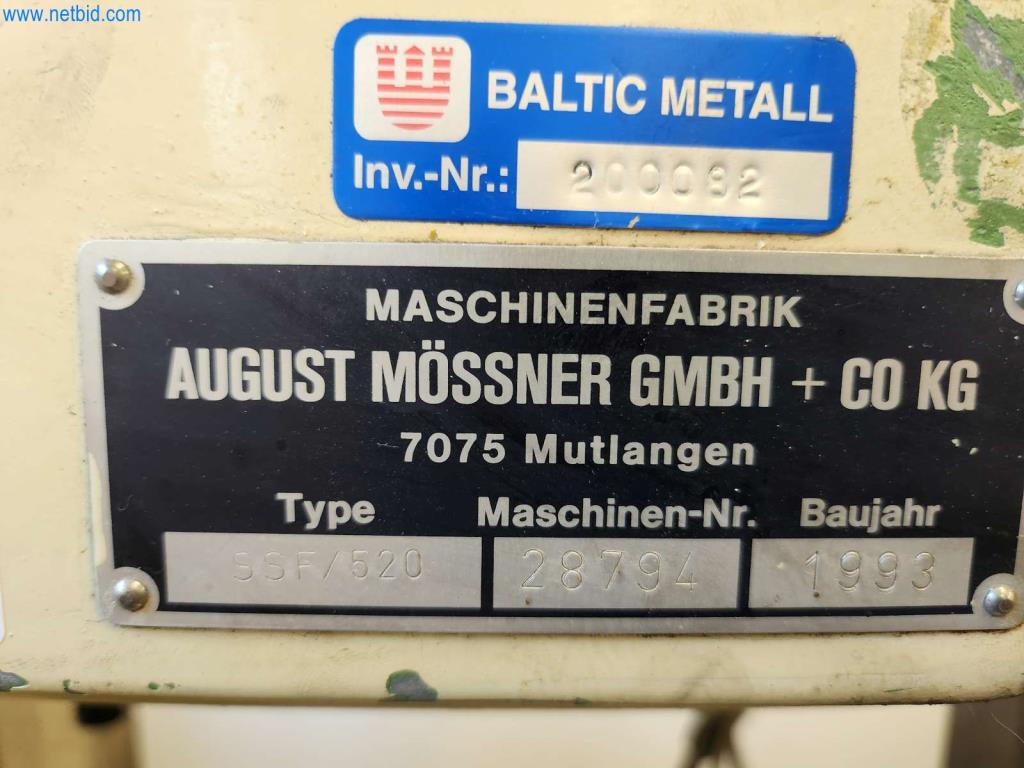 www.netbid.com
BALTIC METALL
Inv.-Nr.: 200082
MASCHINENFABRIK
AUGUST MÖSSNER GMBH + CO KG
7075 Mutlangen
Type Maschinen-Nr. Baujahr
SSF/520 28794 1993